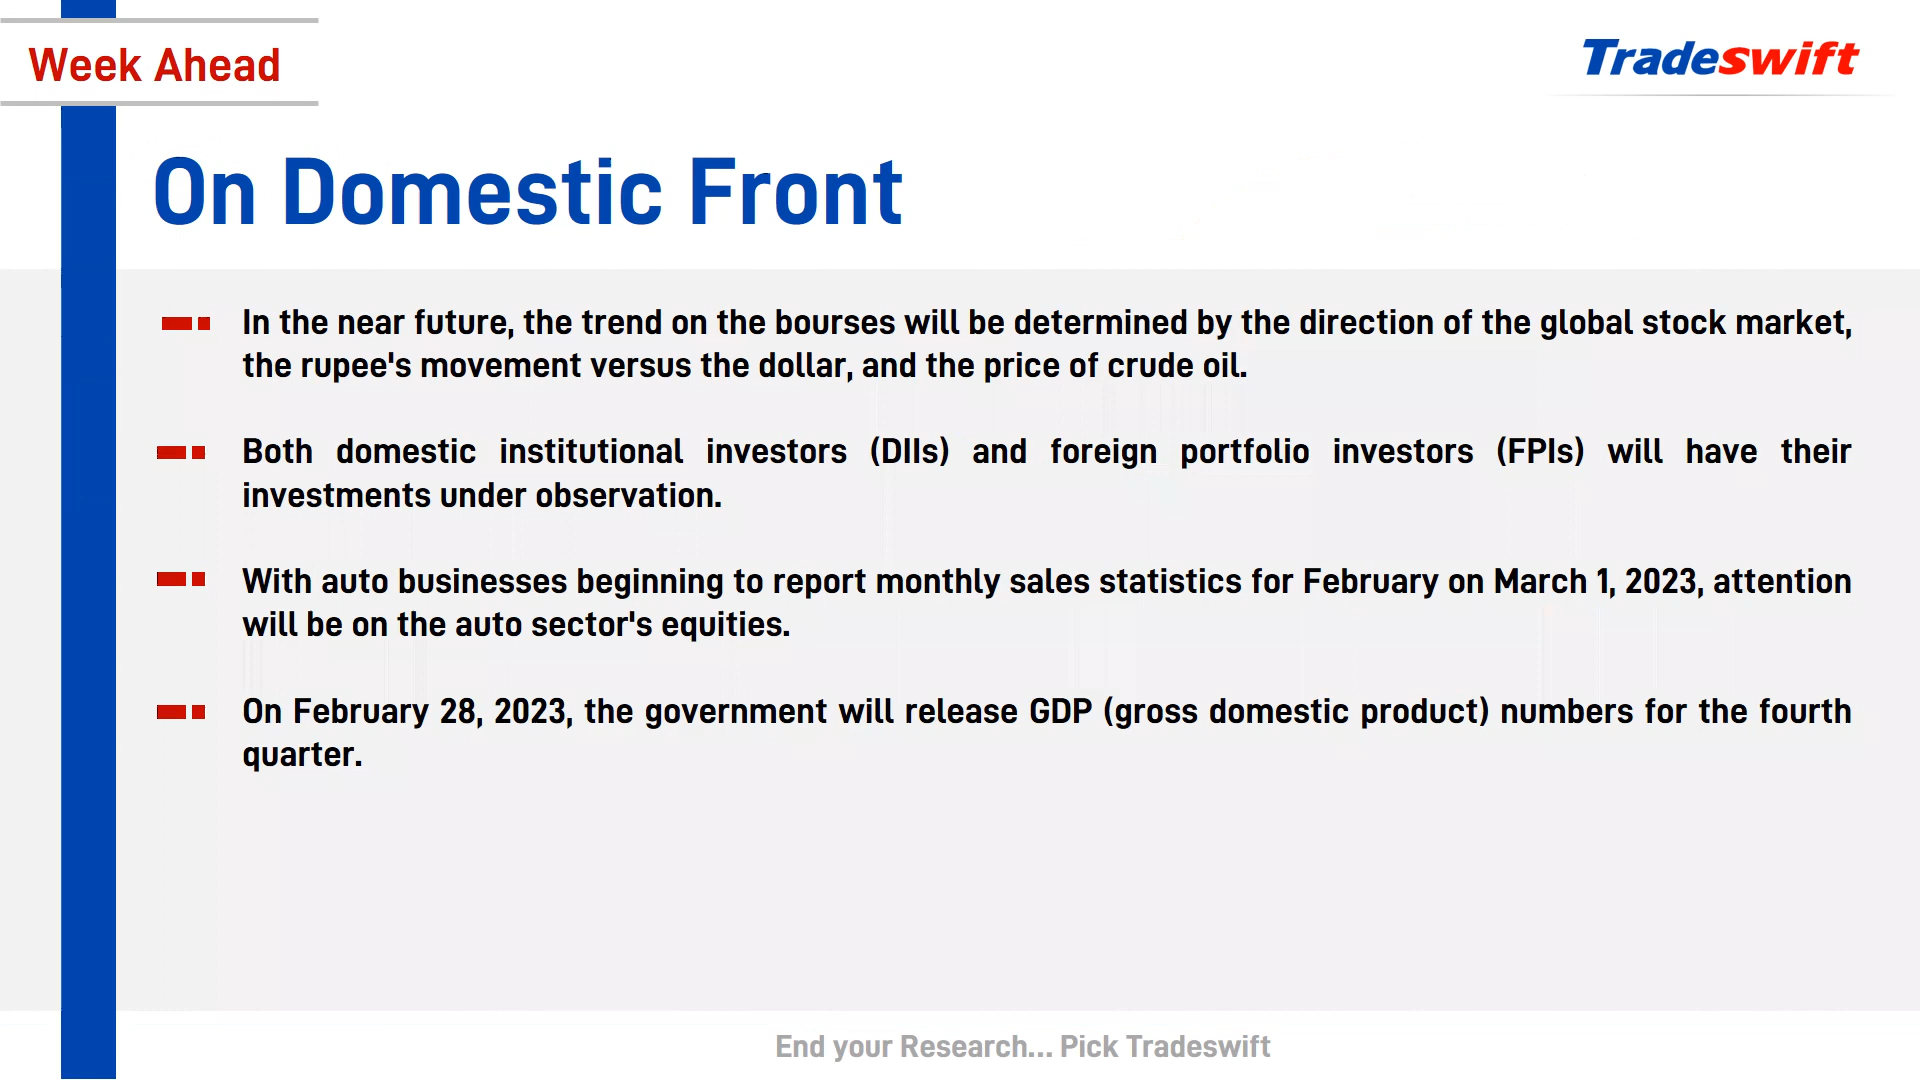 Week Ahead
Tradeswift
On Domestic Front
In the near future, the trend on the bourses will be determined by the direction of the global stock market,
the rupee's movement versus the dollar, and the price of crude oil.
Both domestic institutional investors (DIIs) and foreign portfolio investors (FPIs) will have their
investments under observation.
With auto businesses beginning to report monthly sales statistics for February on March 1, 2023, attention
will be on the auto sector's equities.
On February 28, 2023, the government will release GDP (gross domestic product) numbers for the fourth
quarter.
End your Research... Pick Tradeswift